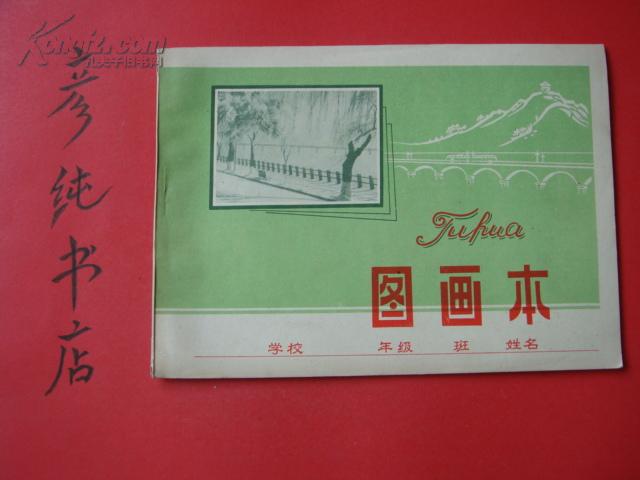 Kongfz.com
孔夫子旧书网
彦纯书店
Tuhua
图画本
学校 年级 班 姓名